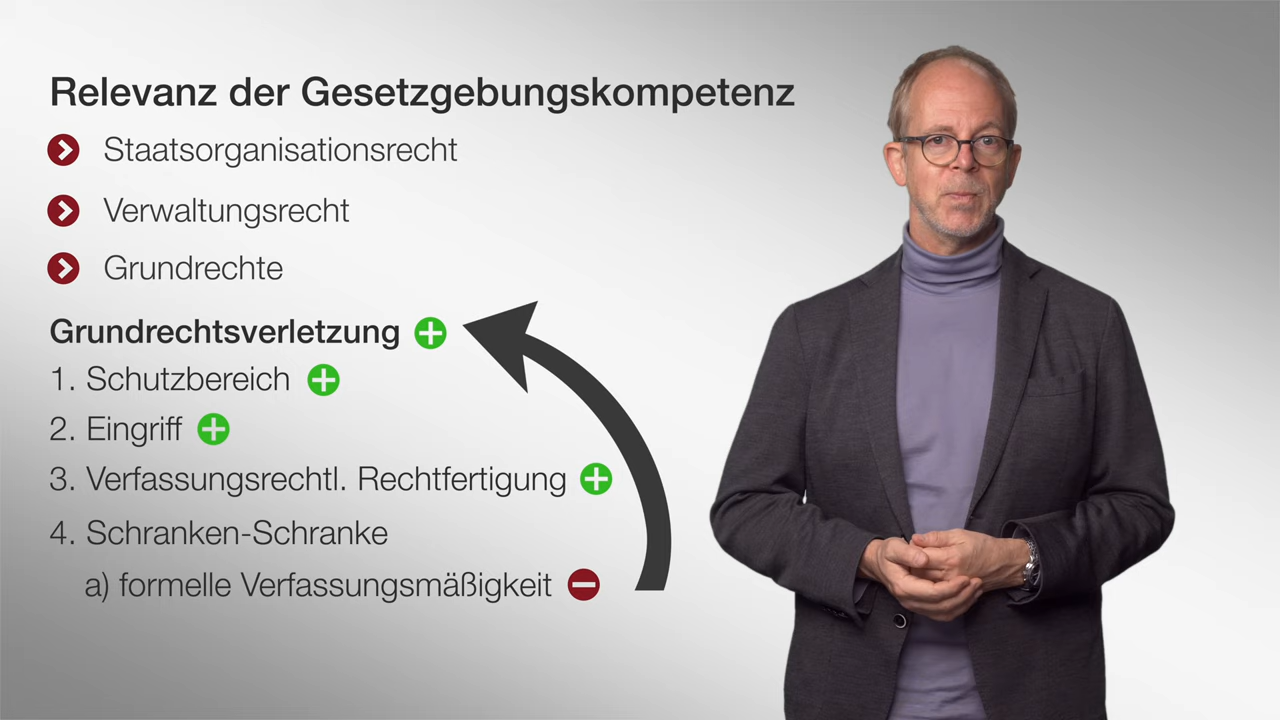 Relevanz der Gesetzgebungskompetenz
Staatsorganisationsrecht
Verwaltungsrecht
Grundrechte
Grundrechtsverletzung
1. Schutzbereich
2. Eingriff
3. Verfassungsrechtl. Rechtfertigung
4. Schranken-Schranke
a) formelle Verfassungsmäßigkeit